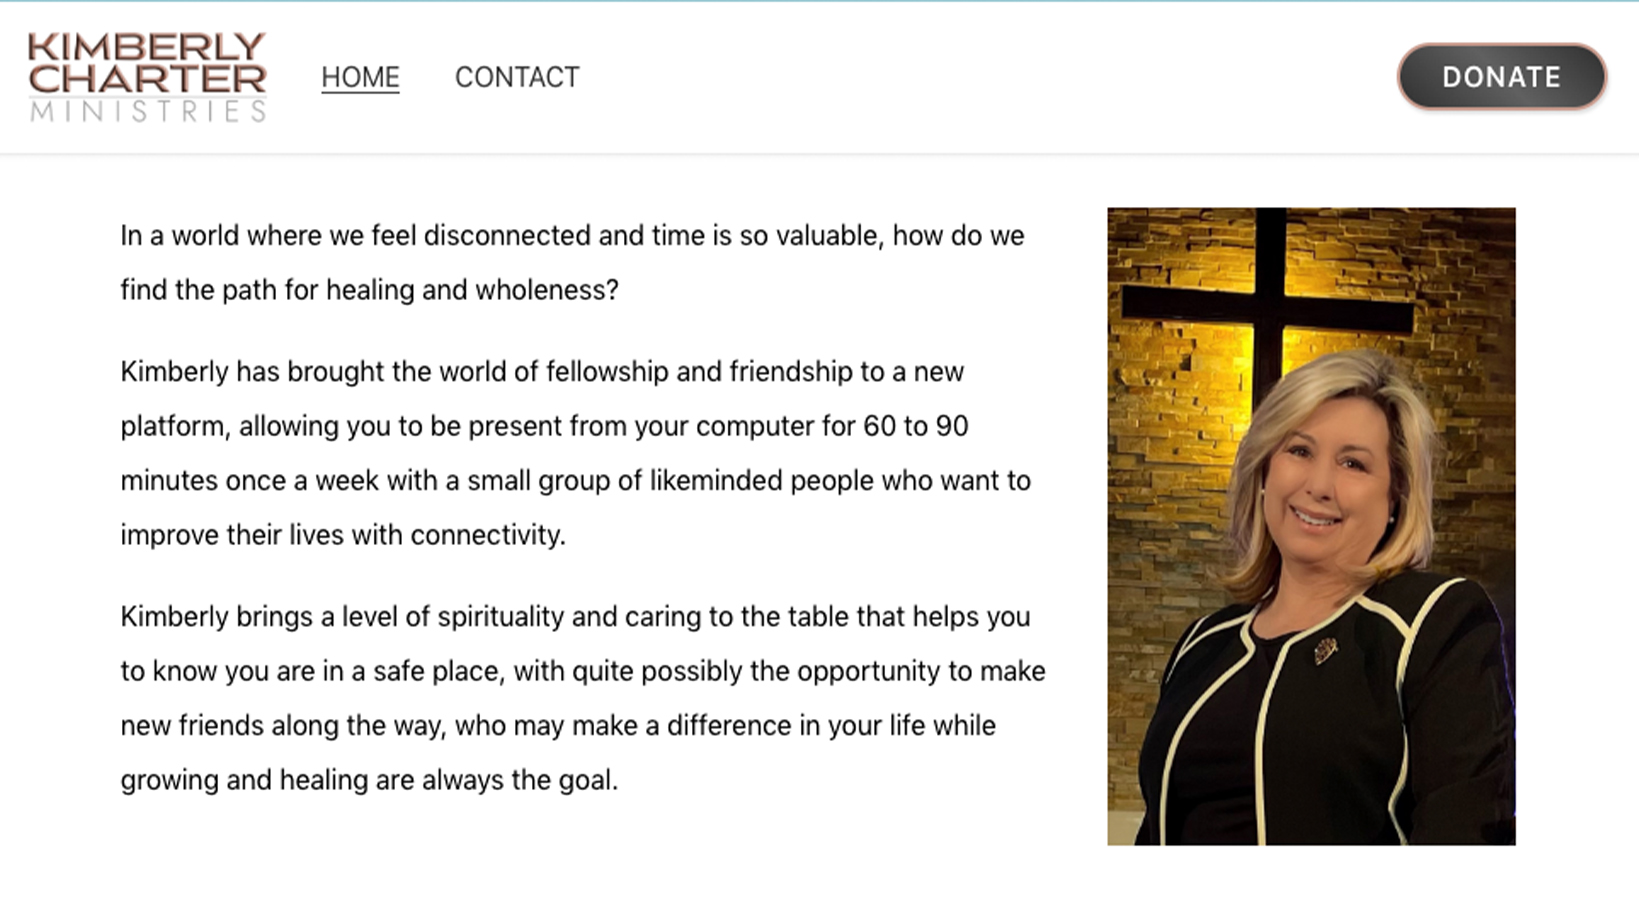 KIMBERLY
CHARTER
MINISTRIES
HOME
CONTACT
DONATE
In a world where we feel disconnected and time is so valuable, how do we
find the path for healing and wholeness?
Kimberly has brought the world of fellowship and friendship to a new
platform, allowing you to be present from your computer for 60 to 90
minutes once a week with a small group of likeminded people who want to
improve their lives with connectivity.
Kimberly brings a level of spirituality and caring to the table that helps you
to know you are in a safe place, with quite possibly the opportunity to make
new friends along the way, who may make a difference in your life while
growing and healing are always the goal.